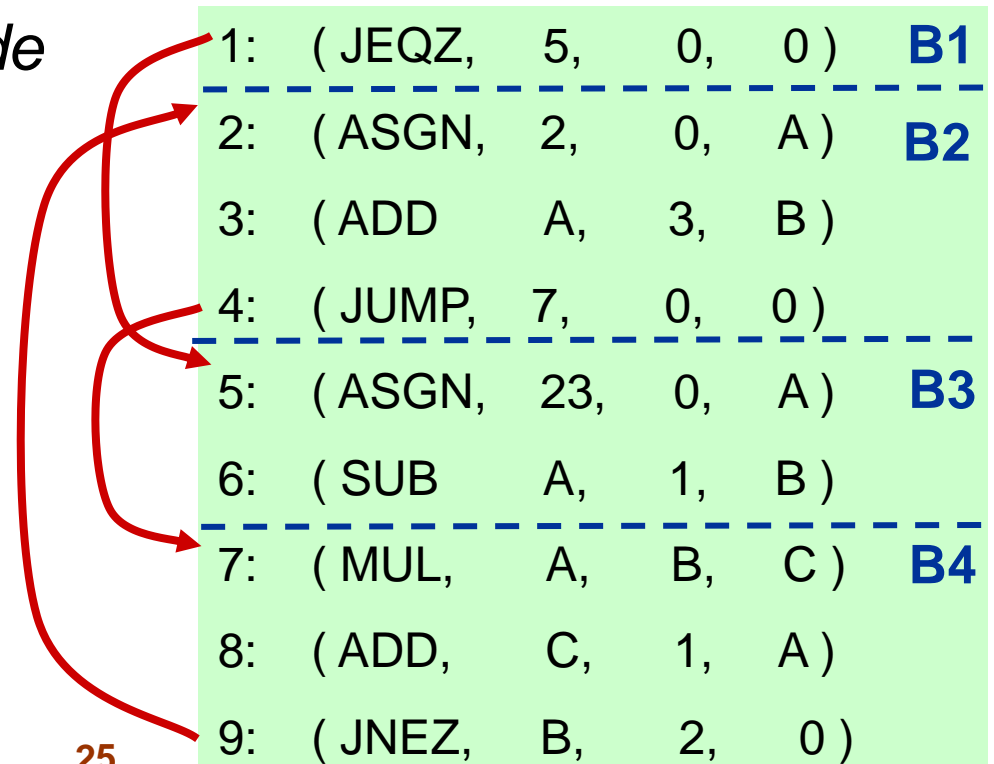 1: ( JEQZ, 5, 0, 0 ) B1
2: ( ASGN, 2, 0, A ) B2
3: ( ADD A, 3, B )
4: ( JUMP, 7, 0, 0 )
5: ( ASGN, 23, 0, A ) B3
6: ( SUB A, 1, B )
7: ( MUL, A, B, C ) B4
8: ( ADD, C, 1, A )
9: ( JNEZ, B, 2, 0 )
25